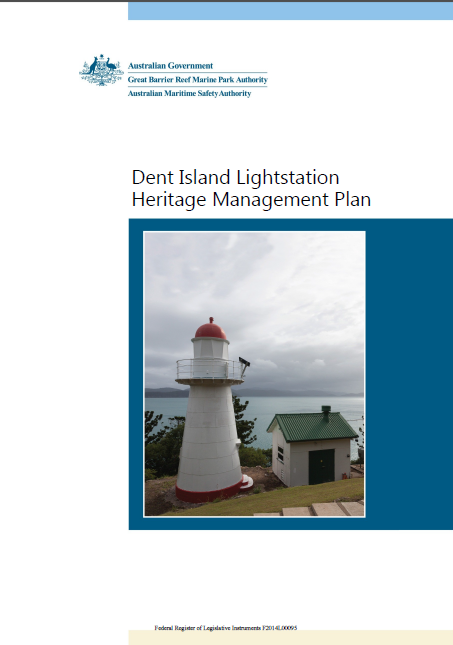 Australian Government
Great Barrier Reef Marine Park Authority
Australian Maritime Safety Authority
Dent Island Lightstation
Heritage Management Plan
Federal Register of Legislative Instruments F2014L00095